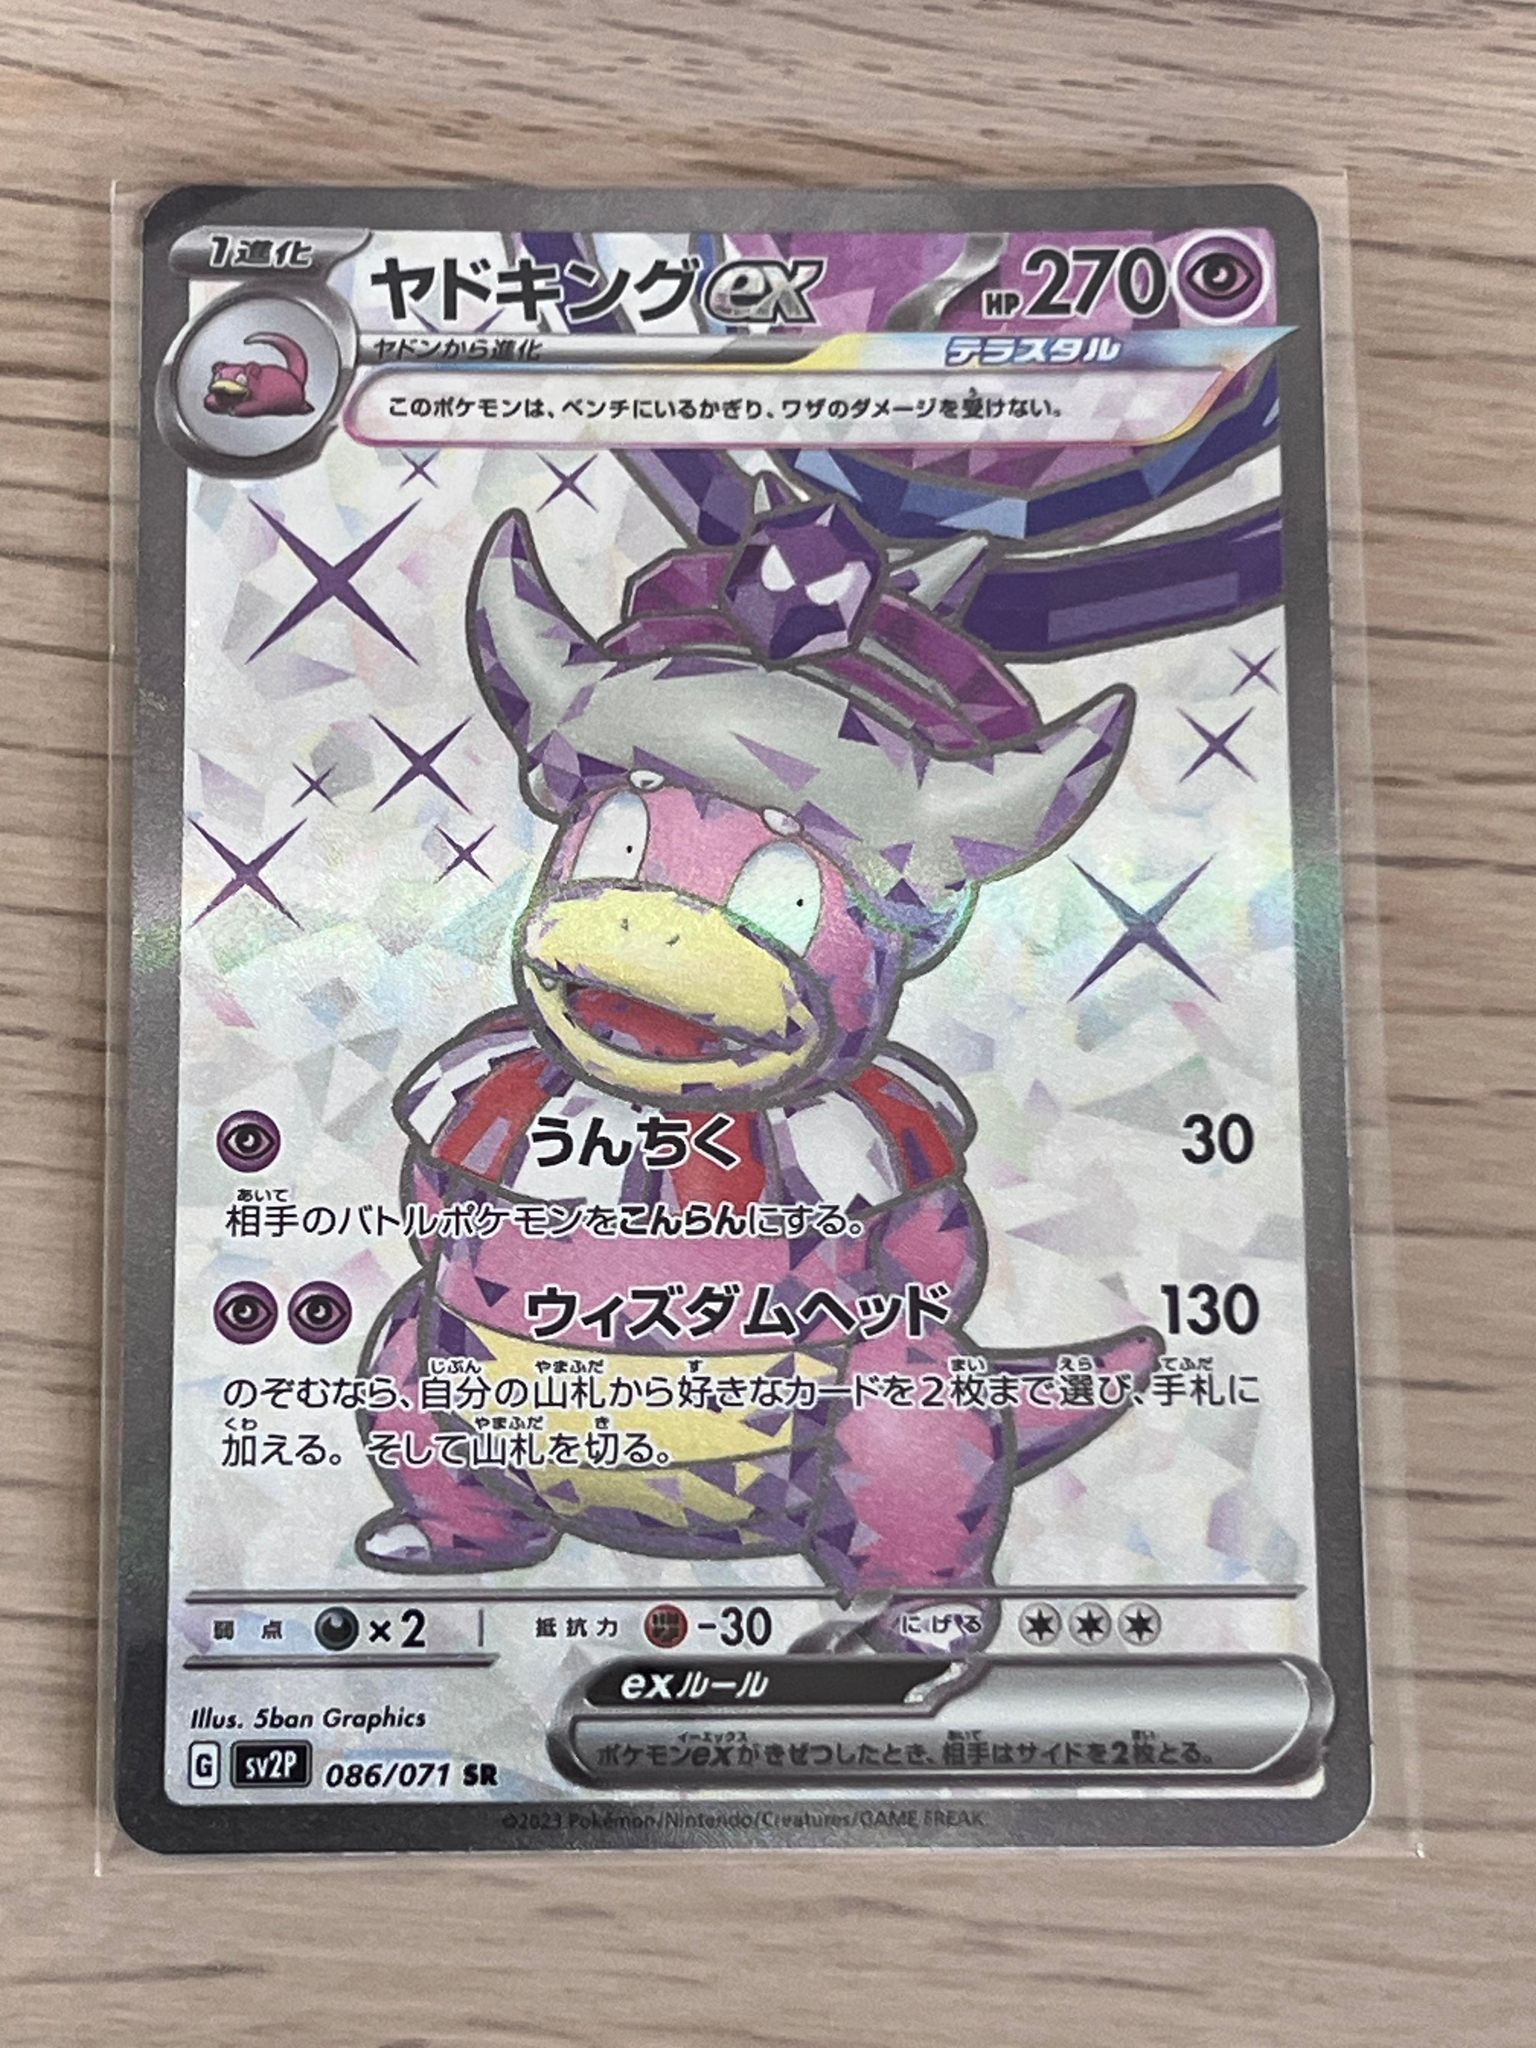 1進化
ヤドキングex
HP270
ヤドンから進化
テラスタル
このポケモンは、ベンチにいるかぎり、ワザのダメージを受けない。
うんちく 30
相手のバトルポケモンをこんらんにする。
ウィズダムヘッド 130
のぞむなら、自分の山札から好きなカードを2枚まで選び、手札に
加える。そして山札を切る。
弱点 ×2 抵抗力 -30 にげる
exルール
ポケモンexがきぜつしたとき、相手はサイドを2枚とる。
Illus. 5ban Graphics
G sv2P 086/071 SR
©2023 Pokémon/Nintendo/Creatures/GAME FREAK